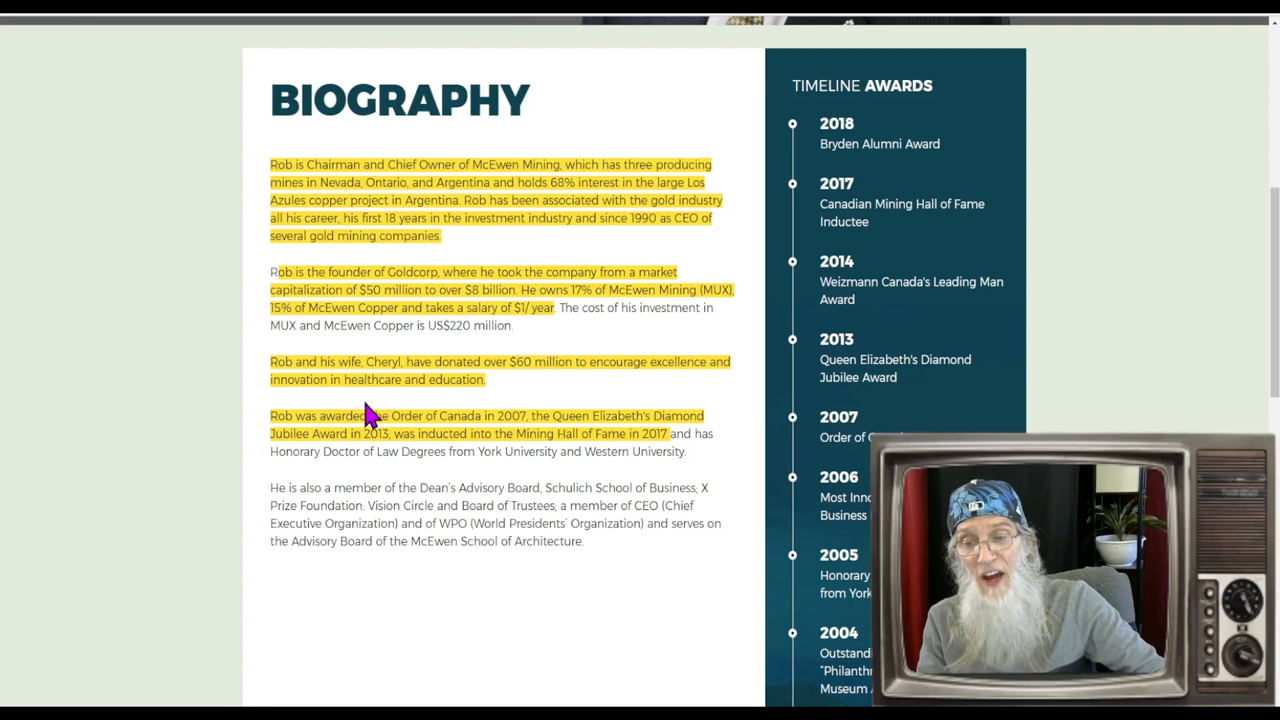 BIOGRAPHY
Rob is Chairman and Chief Owner of McEwen Mining, which has three producing
mines in Nevada, Ontario, and Argentina and holds 68% interest in the large Los
Azules copper project in Argentina. Rob has been associated with the gold industry
all his career, his first 18 years in the investment industry and since 1990 as CEO of
several gold mining companies.
Rob is the founder of Goldcorp, where he took the company from a market
capitalization of $50 million to over $8 billion. He owns 17% of McEwen Mining (MUX),
15% of McEwen Copper and takes a salary of $1/ year. The cost of his investment in
MUX and McEwen Copper is US$220 million.
Rob and his wife, Cheryl, have donated over $60 million to encourage excellence and
innovation in healthcare and education.
Rob was awarded the Order of Canada in 2007, the Queen Elizabeth's Diamond
Jubilee Award in 2013, was inducted into the Mining Hall of Fame in 2017 and has
Honorary Doctor of Law Degrees from York University and Western University.
He is also a member of the Dean's Advisory Board, Schulich School of Business; X
Prize Foundation: Vision Circle and Board of Trustees; a member of CEO (Chief
Executive Organization) and of WPO (World Presidents' Organization) and serves on
the Advisory Board of the McEwen School of Architecture.
TIMELINE AWARDS
2018
Bryden Alumni Award
2017
Canadian Mining Hall of Fame
Inductee
2014
Weizmann Canada's Leading Man
Award
2013
Queen Elizabeth's Diamond
Jubilee Award
2007
Order of
2006
Most
Business
2005
Honorary
from York
2004
Museum